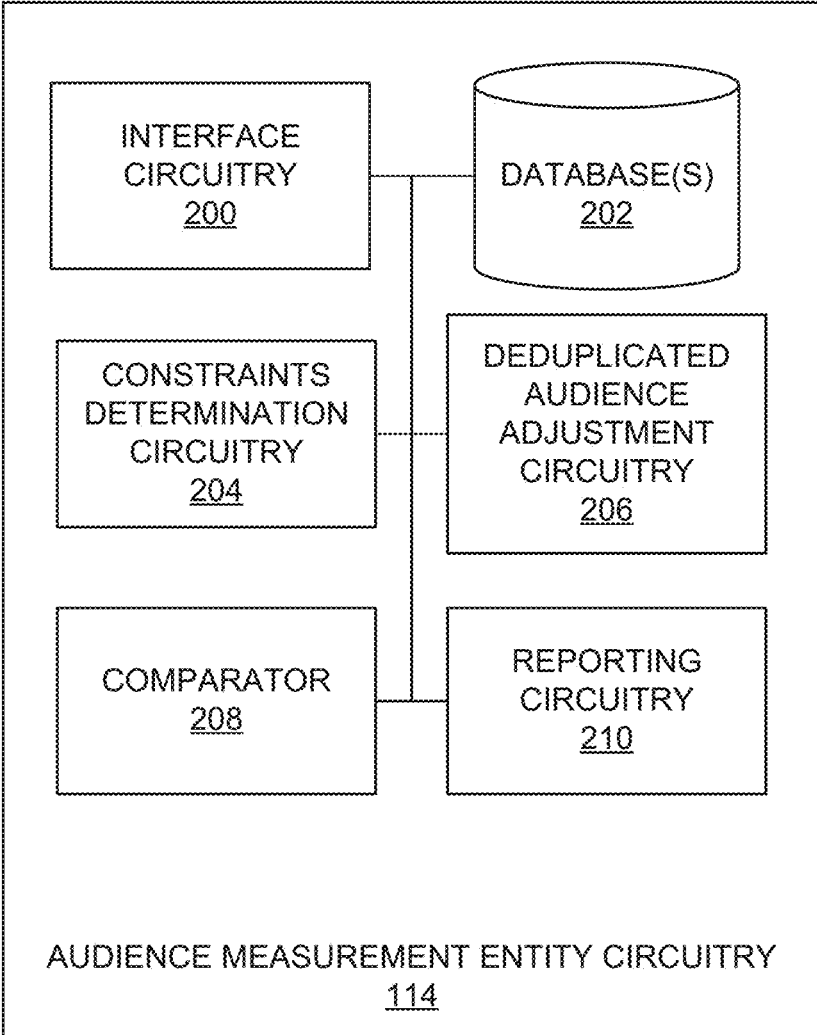 INTERFACE
CIRCUITRY
200
DATABASE(S)
202
CONSTRAINTS
DETERMINATION
CIRCUITRY
204
DEDUPLICATED
AUDIENCE
ADJUSTMENT
CIRCUITRY
206
COMPARATOR
208
REPORTING
CIRCUITRY
210
AUDIENCE MEASUREMENT ENTITY CIRCUITRY
114